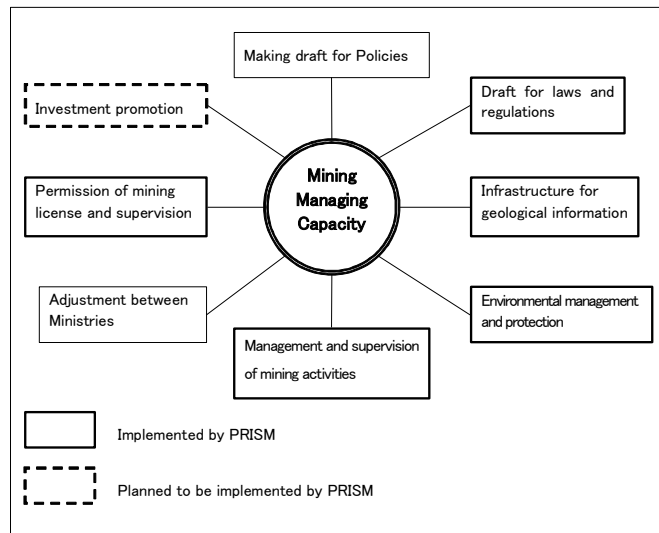 Making draft for Policies
Investment promotion
Draft for laws and
regulations
Mining
Managing
Capacity
Permission of mining
license and supervision
Infrastructure for
geological information
Adjustment between
Ministries
Management and supervision
of mining activities
Environmental management
and protection
Implemented by PRISM
Planned to be implemented by PRISM